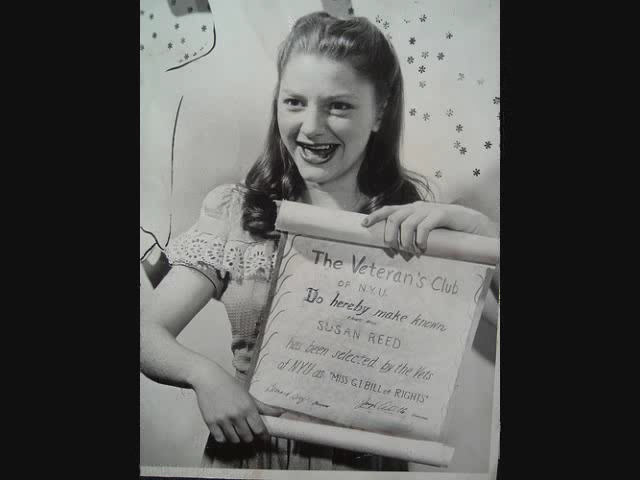 The Veteran's Club
OF N.Y.U.
Do hereby make known
SUSAN REED
has been selected by the Vets
of NYU as "MISS G.I BILL of RIGHTS"